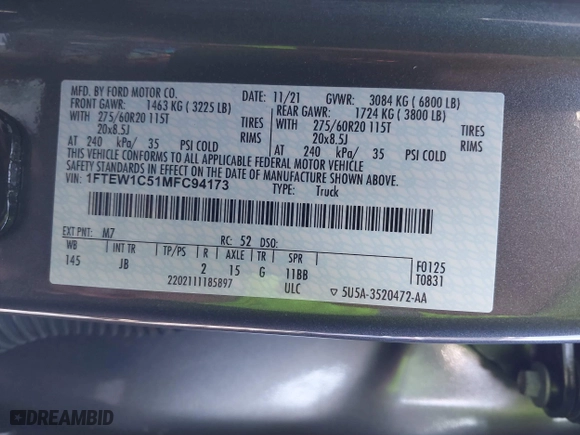 MFD. BY FORD MOTOR CO.
DATE: 11/21 GVWR: 3084 KG (6800 LB)
FRONT GAWR: 1463 KG (3225 LB)
REAR GAWR: 1724 KG (3800 LB)
WITH 275/60R20 115T TIRES
WITH 275/60R20 115T TIRES
20x8.5J RIMS
20x8.5J RIMS
AT 240 kPa/ 35 PSI COLD
AT 240 kPa/ 35 PSI COLD
THIS VEHICLE CONFORMS TO ALL APPLICABLE FEDERAL MOTOR VEHICLE
SAFETY STANDARDS IN EFFECT ON THE DATE OF MANUFACTURE SHOWN ABOVE.
VIN: 1FTEW1C51MFC94173
TYPE: Truck
EXT PNT: M7 RC: 52 DSO:
WB INT TR TP/PS R AXLE TR SPR F0125
145 JB 2 15 G 11BB T0831
2202111185897 ULC ▽ 5U5A-3520472-AA
DREAMBID